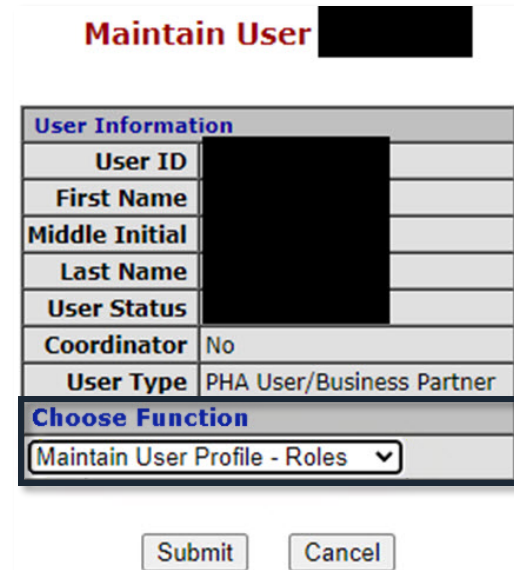 Maintain User
User Information
User ID
First Name
Middle Initial
Last Name
User Status
Coordinator No
User Type PHA User/Business Partner
Choose Function
Maintain User Profile - Roles
Submit Cancel